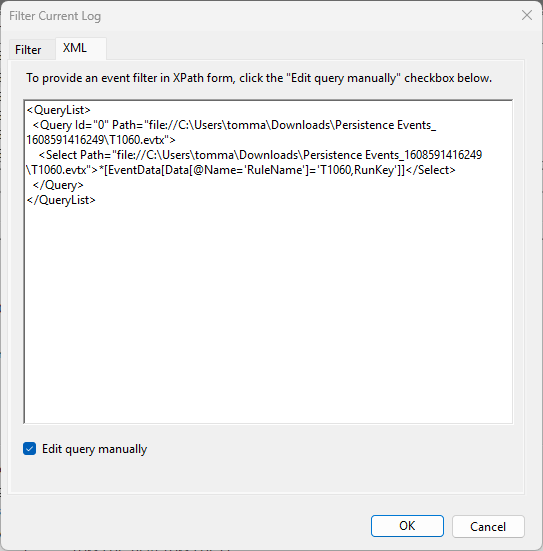 Filter Current Log
Filter
XML
To provide an event filter in XPath form, click the "Edit query manually" checkbox below.
<QueryList>
<Query Id="0" Path="file://C:\Users\tomma\Downloads\Persistence Events_
1608591416249\T1060.evtx">
<Select Path="file://C:\Users\tomma\Downloads\Persistence Events_1608591416249
\T1060.evtx">*[EventData[Data[@Name='RuleName']='T1060,RunKey']]</Select>
</Query>
</QueryList>
Edit query manually
OK
Cancel